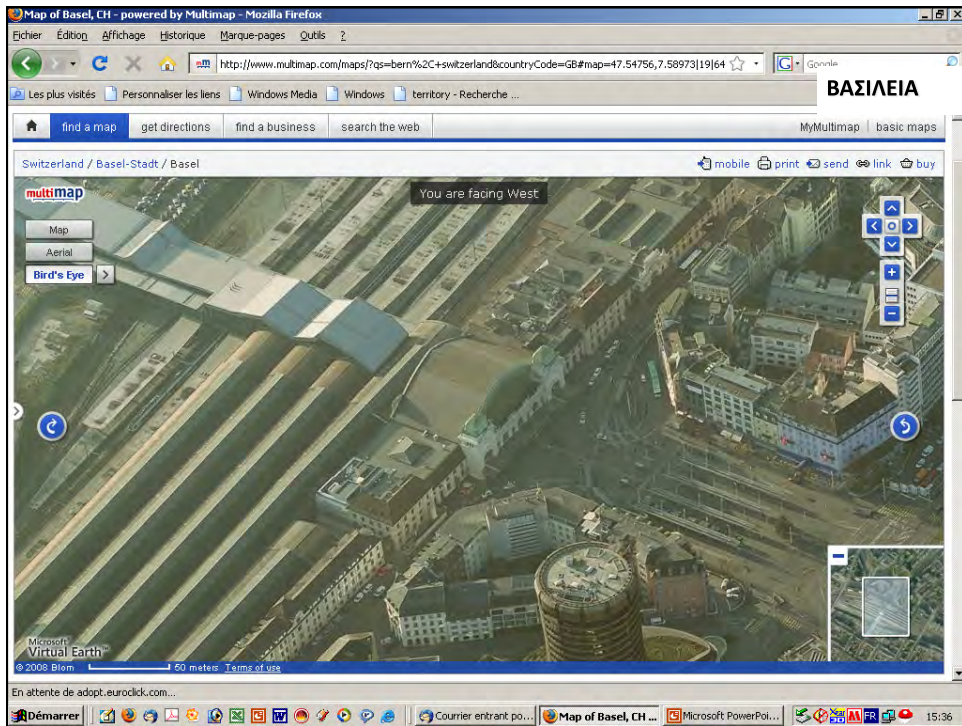 Map of Basel, CH - powered by Multimap - Mozilla Firefox
Fichier Édition Affichage Historique Marque-pages Outils ?
http://www.multimap.com/maps/?qs=bern%2C+switzerland&countryCode=GB#map=47.54756,7.58973|19|64
Google
Les plus visités Personnaliser les liens Windows Media Windows territory - Recherche ...
ΒΑΣΙΛΕΙΑ
find a map get directions find a business search the web MyMultimap basic maps
Switzerland / Basel-Stadt / Basel mobile print send link buy
multimap
You are facing West
Map
Aerial
Bird's Eye
Microsoft
Virtual Earth™
© 2008 Blom 50 meters Terms of use
En attente de adopt.euroclick.com...
Démarrer Courrier entrant po... Map of Basel, CH ... Microsoft PowerPoi... FR 15:36